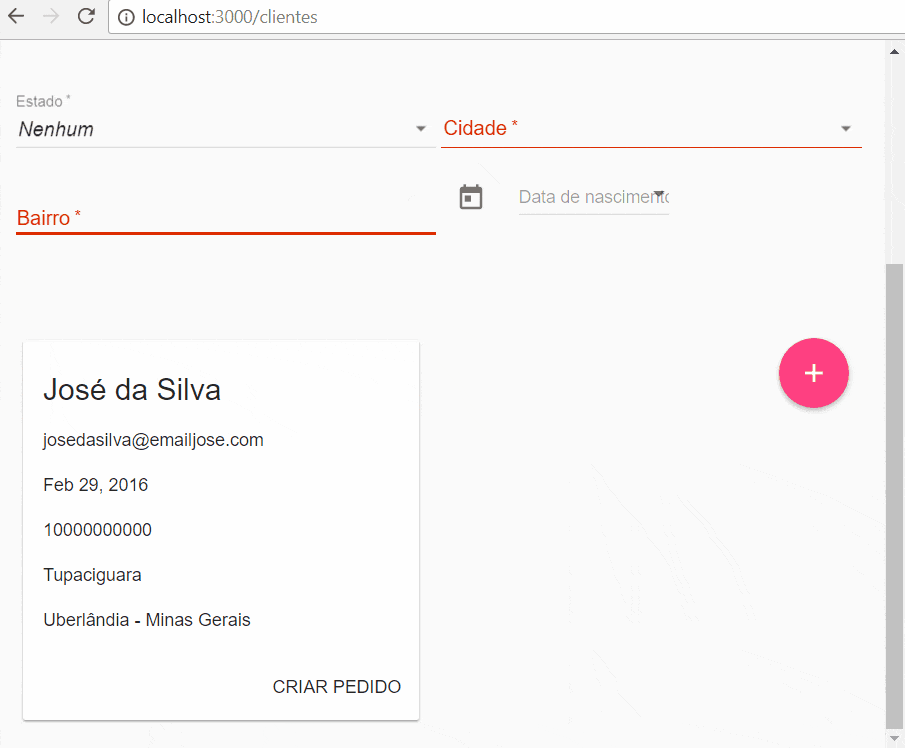 localhost:3000/clientes
Estado *
Nenhum
Cidade *
Data de nascimento
Bairro *
José da Silva
josedasilva@emailjose.com
Feb 29, 2016
10000000000
Tupaciguara
Uberlândia - Minas Gerais
CRIAR PEDIDO